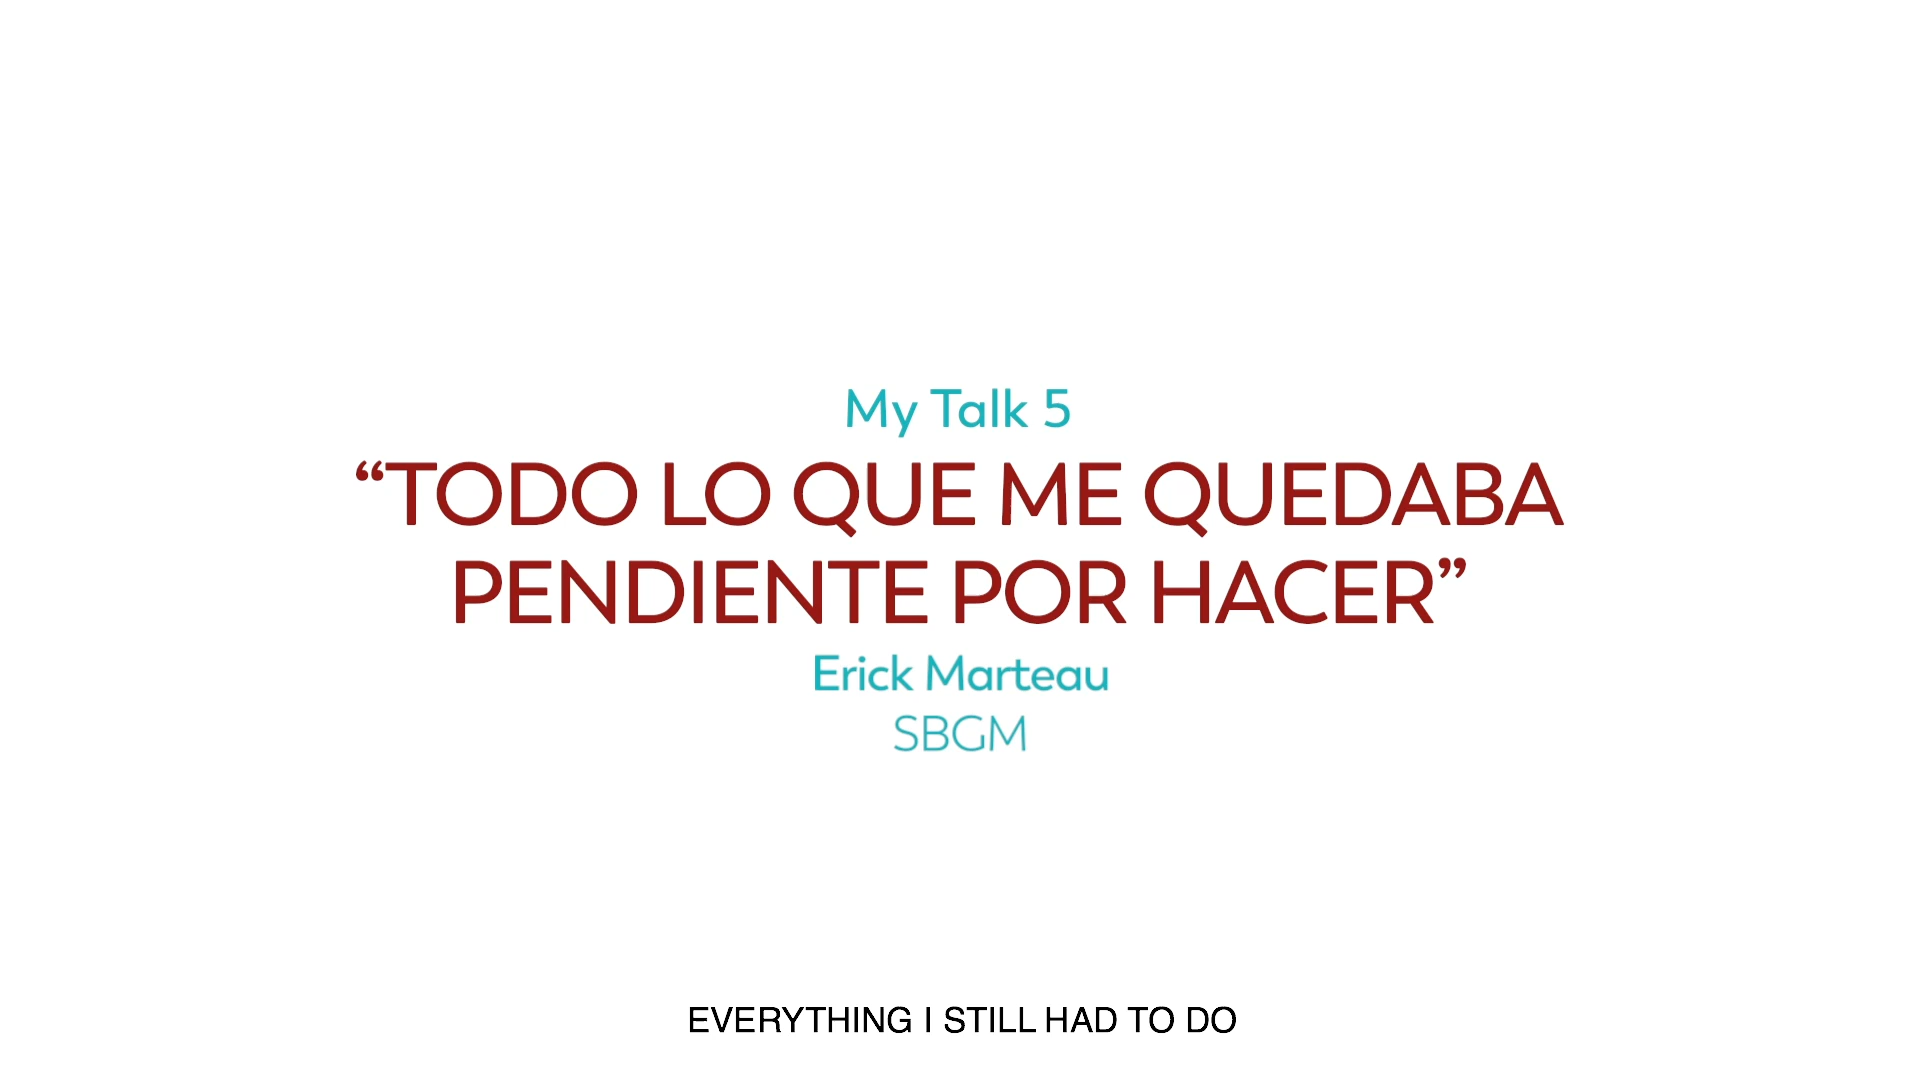 My Talk 5
“TODO LO QUE ME QUEDABA
PENDIENTE POR HACER”
Erick Marteau
SBGM
EVERYTHING I STILL HAD TO DO